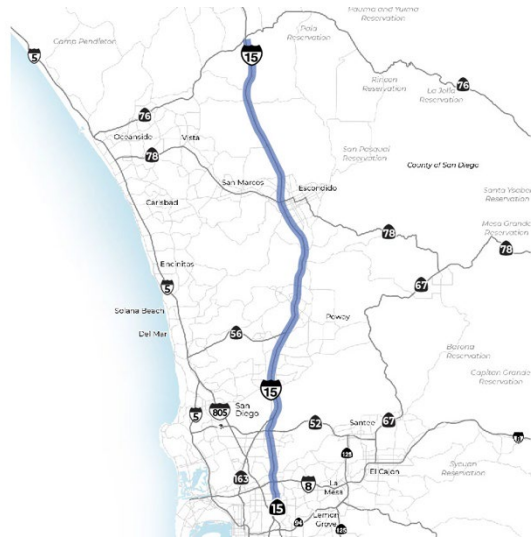 Pauma and Yuima
Reservation
Pala
Reservation
Camp Pendleton
5
15
Rincon
Reservation
La Jolla
Reservation
76
76
Oceanside
Vista
78
San Pasqual
Reservation
County of San Diego
San Marcos
Escondido
Santa Ysabel
Reservation
Carlsbad
Mesa Grande
Reservation
78
78
Encinitas
5
67
Solana Beach
Poway
Del Mar
56
Barona
Reservation
Capitan Grande
Reservation
15
805
San
Diego
5
52
Santee
67
125
8
El Cajon
Sycuan
Reservation
163
8
La
Mesa
15
94
Lemon
Grove
125